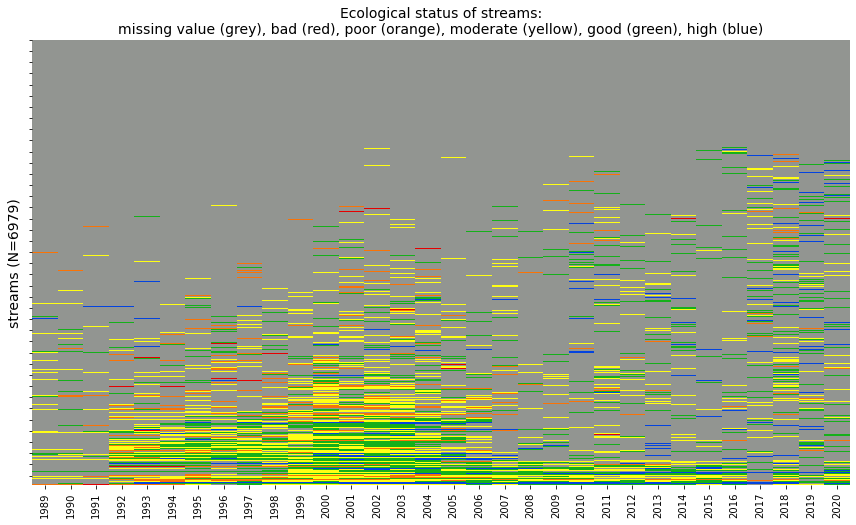 Ecological status of streams:
missing value (grey), bad (red), poor (orange), moderate (yellow), good (green), high (blue)
streams (N=6979)
1989 1990 1991 1992 1993 1994 1995 1996 1997 1998 1999 2000 2001 2002 2003 2004 2005 2006 2007 2008 2009 2010 2011 2012 2013 2014 2015 2016 2017 2018 2019 2020